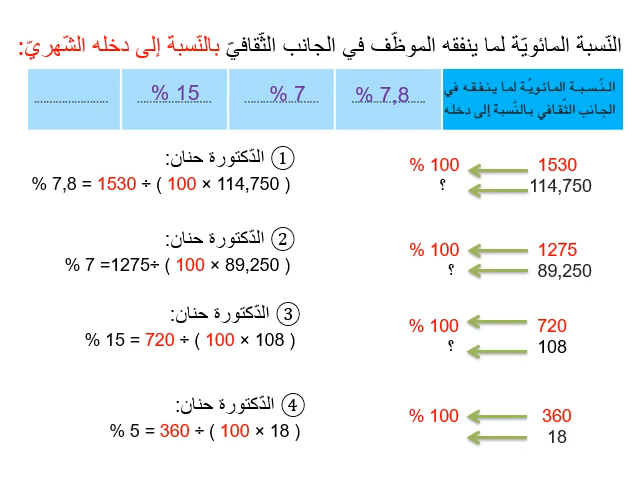 النّسبة المائويّة لما ينفقه الموظّف في الجانب الثّقافيّ بالنّسبة إلى دخله الشّهريّ:
النّسبة المائويّة لما ينفقه في
الجانب الثّقافي بالنّسبة إلى دخله
% 7,8
% 7
% 15
① الدّكتورة حنان:
% 7,8 = 1530 ÷ ( 100 × 114,750 )
1530 % 100
114,750 ؟
② الدّكتورة حنان:
% 7 =1275÷ ( 100 × 89,250 )
1275 % 100
89,250 ؟
③ الدّكتورة حنان:
% 15 = 720 ÷ ( 100 × 108 )
720 % 100
108 ؟
④ الدّكتورة حنان:
% 5 = 360 ÷ ( 100 × 18 )
360 % 100
18